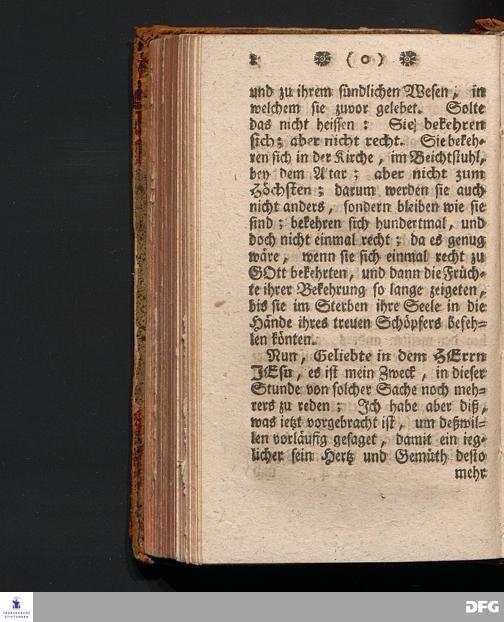 2 ( o )
und zu ihrem sündlichen Wesen, in
welchem sie zuvor gelebet. Solte
das nicht heissen: Sie bekehren
sich; aber nicht recht. Sie bekeh-
ren sich in der Kirche, im Beichtstuhl,
bey dem Altar; aber nicht zum
Höchsten; darum werden sie auch
nicht anders, sondern bleiben wie sie
sind; bekehren sich hundertmal, und
doch nicht einmal recht; da es genug
wäre, wenn sie sich einmal recht zu
GOtt bekehrten, und dann die Früch-
te ihrer Bekehrung so lange zeigeten,
bis sie im Sterben ihre Seele in die
Hände ihres treuen Schöpfers befeh-
len könten.
Nun, Geliebte in dem HErrn
JEsu, es ist mein Zweck, in dieser
Stunde von solcher Sache noch meh-
rers zu reden; Ich habe aber diß,
was ietzt vorgebracht ist, um deßwil-
len vorläufig gesaget, damit ein ieg-
licher sein Hertz und Gemüth desto
mehr
FRANCKESCHE
STIFTUNGEN
DFG